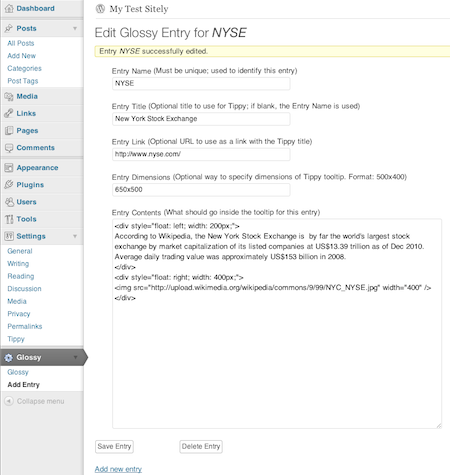 Dashboard
Posts
All Posts
Add New
Categories
Post Tags
Media
Links
Pages
Comments
Appearance
Plugins
Users
Tools
Settings
General
Writing
Reading
Discussion
Media
Privacy
Permalinks
Tippy
Glossy
Glossy
Add Entry
Collapse menu
My Test Sitely
Edit Glossy Entry for NYSE
Entry NYSE successfully edited.
Entry Name (Must be unique; used to identify this entry)
NYSE
Entry Title (Optional title to use for Tippy; if blank, the Entry Name is used)
New York Stock Exchange
Entry Link (Optional URL to use as a link with the Tippy title)
http://www.nyse.com/
Entry Dimensions (Optional way to specify dimensions of Tippy tooltip. Format: 500x400)
650x500
Entry Contents (What should go inside the tooltip for this entry)
<div style="float: left; width: 200px;">
According to Wikipedia, the New York Stock Exchange is by far the world's largest stock
exchange by market capitalization of its listed companies at US$13.39 trillion as of Dec 2010.
Average daily trading value was approximately US$153 billion in 2008.
</div>
<div style="float: right; width: 400px;">
<img src="http://upload.wikimedia.org/wikipedia/commons/9/99/NYC_NYSE.jpg" width="400" />
</div>
Save Entry
Delete Entry
Add new entry